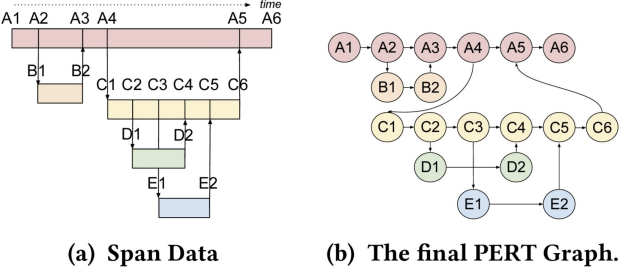 time
A1 A2 A3 A4 A5 A6
B1 B2
C1 C2 C3 C4 C5 C6
D1 D2
E1 E2
(a) Span Data
A1 A2 A3 A4 A5 A6
B1 B2
C1 C2 C3 C4 C5 C6
D1 D2
E1 E2
(b) The final PERT Graph.